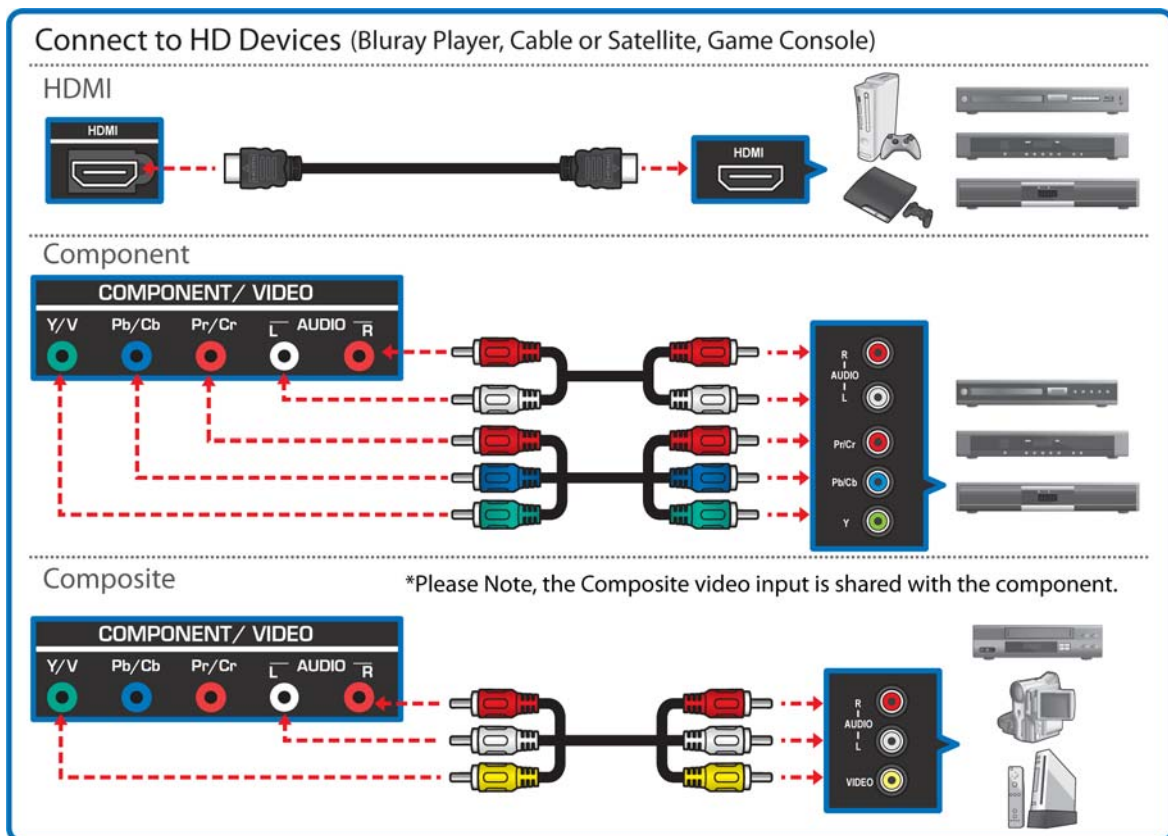 Connect to HD Devices (Bluray Player, Cable or Satellite, Game Console)
HDMI
HDMI
HDMI
Component
COMPONENT/ VIDEO
Y/V Pb/Cb Pr/Cr L AUDIO R
R
AUDIO
L
Pr/Cr
Pb/Cb
Y
Composite
*Please Note, the Composite video input is shared with the component.
COMPONENT/ VIDEO
Y/V Pb/Cb Pr/Cr L AUDIO R
R
AUDIO
L
VIDEO